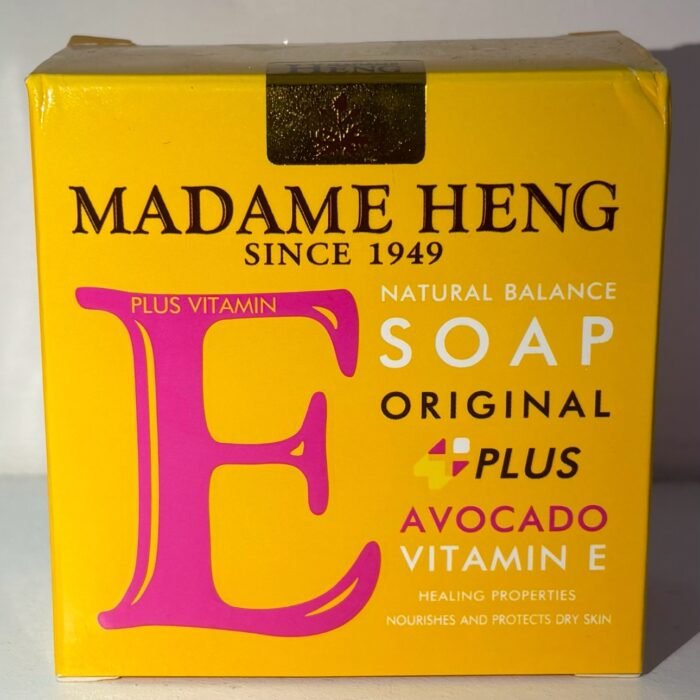 HENG
MADAME HENG
SINCE 1949
PLUS VITAMIN
E
NATURAL BALANCE
SOAP
ORIGINAL
PLUS
AVOCADO
VITAMIN E
HEALING PROPERTIES
NOURISHES AND PROTECTS DRY SKIN